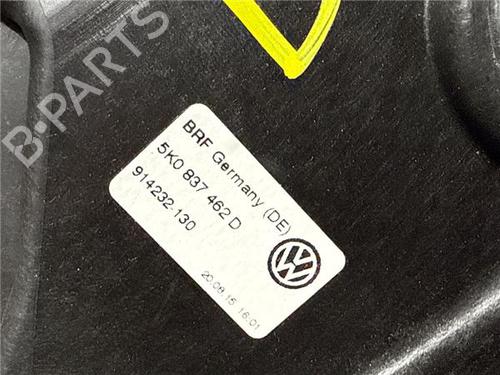 B-PARTS
BRF Germany (DE)
5K0 837 462 D
914232-130
20.08.15 16:01